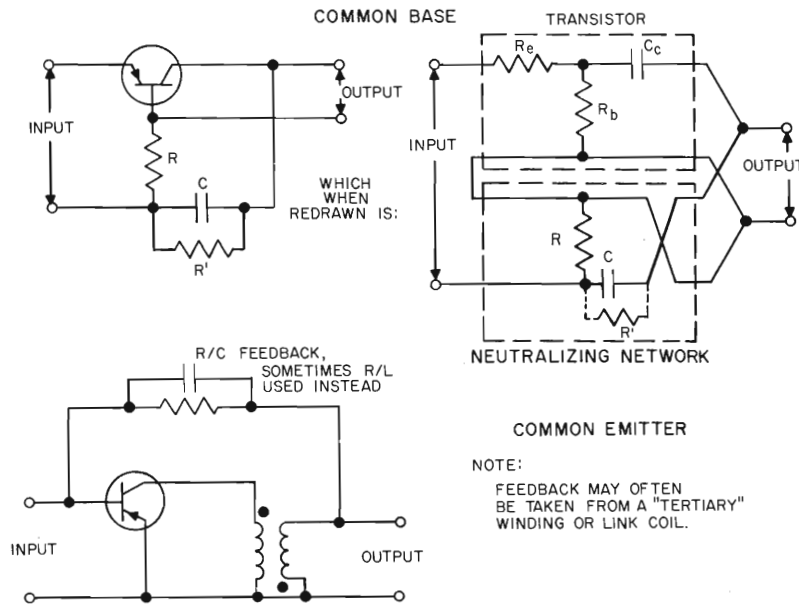 COMMON BASE
TRANSISTOR
INPUT
OUTPUT
R
C
R'
WHICH
WHEN
REDRAWN IS:
Re
Cc
Rb
INPUT
OUTPUT
R
C
R'
NEUTRALIZING NETWORK
R/C FEEDBACK,
SOMETIMES R/L
USED INSTEAD
INPUT
OUTPUT
COMMON EMITTER
NOTE:
FEEDBACK MAY OFTEN
BE TAKEN FROM A "TERTIARY"
WINDING OR LINK COIL.